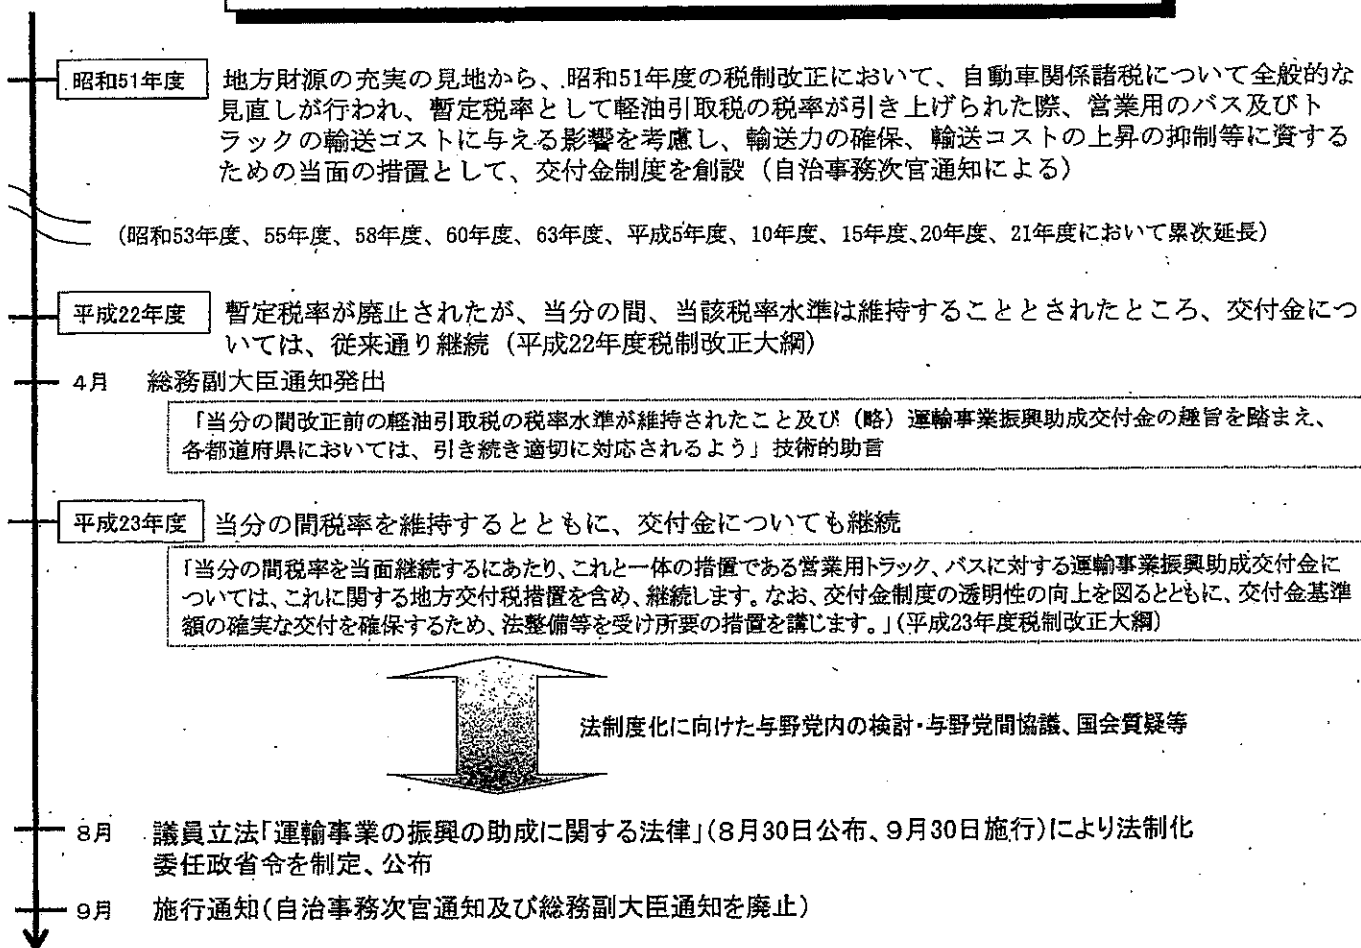 昭和51年度
地方財源の充実の見地から、昭和51年度の税制改正において、自動車関係諸税について全般的な
見直しが行われ、暫定税率として軽油引取税の税率が引き上げられた際、営業用のバス及びト
ラックの輸送コストに与える影響を考慮し、輸送力の確保、輸送コストの上昇の抑制等に資する
ための当面の措置として、交付金制度を創設（自治事務次官通知による）
（昭和53年度、55年度、58年度、60年度、63年度、平成5年度、10年度、15年度、20年度、21年度において累次延長）
平成22年度
暫定税率が廃止されたが、当分の間、当該税率水準は維持することとされたところ、交付金につ
いては、従来通り継続（平成22年度税制改正大綱）
4月 総務副大臣通知発出
「当分の間改正前の軽油引取税の税率水準が維持されたこと及び（略）運輸事業振興助成交付金の趣旨を踏まえ、
各都道府県においては、引き続き適切に対応されるよう」技術的助言
平成23年度
当分の間税率を維持するとともに、交付金についても継続
「当分の間税率を当面継続するにあたり、これと一体の措置である営業用トラック、バスに対する運輸事業振興助成交付金に
ついては、これに関する地方交付税措置を含め、継続します。なお、交付金制度の透明性の向上を図るとともに、交付金基準
額の確実な交付を確保するため、法整備等を受け所要の措置を講じます。」（平成23年度税制改正大綱）
法制度化に向けた与野党内の検討・与野党間協議、国会質疑等
8月 議員立法「運輸事業の振興の助成に関する法律」（8月30日公布、9月30日施行）により法制化
委任政省令を制定、公布
9月 施行通知（自治事務次官通知及び総務副大臣通知を廃止）